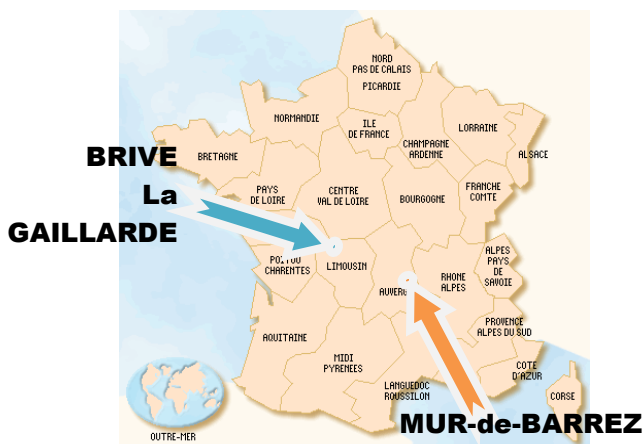 NORD
PAS DE CALAIS
PICARDIE
NORMANDIE
ILE
DE FRANCE
LORRAINE
CHAMPAGNE
ARDENNE
ALSACE
BRETAGNE
BRIVE
La
GAILLARDE
PAYS
DE LOIRE
CENTRE
VAL DE LOIRE
BOURGOGNE
FRANCHE
COMTE
POITOU
CHARENTES
LIMOUSIN
AUVERG
RHONE
ALPES
ALPES
PAYS
DE
SAVOIE
AQUITAINE
MIDI
PYRENEES
LANGUEDOC
ROUSSILON
PROVENCE
ALPES DU SUD
COTE
D'AZUR
CORSE
MUR-de-BARREZ
OUTRE-MER